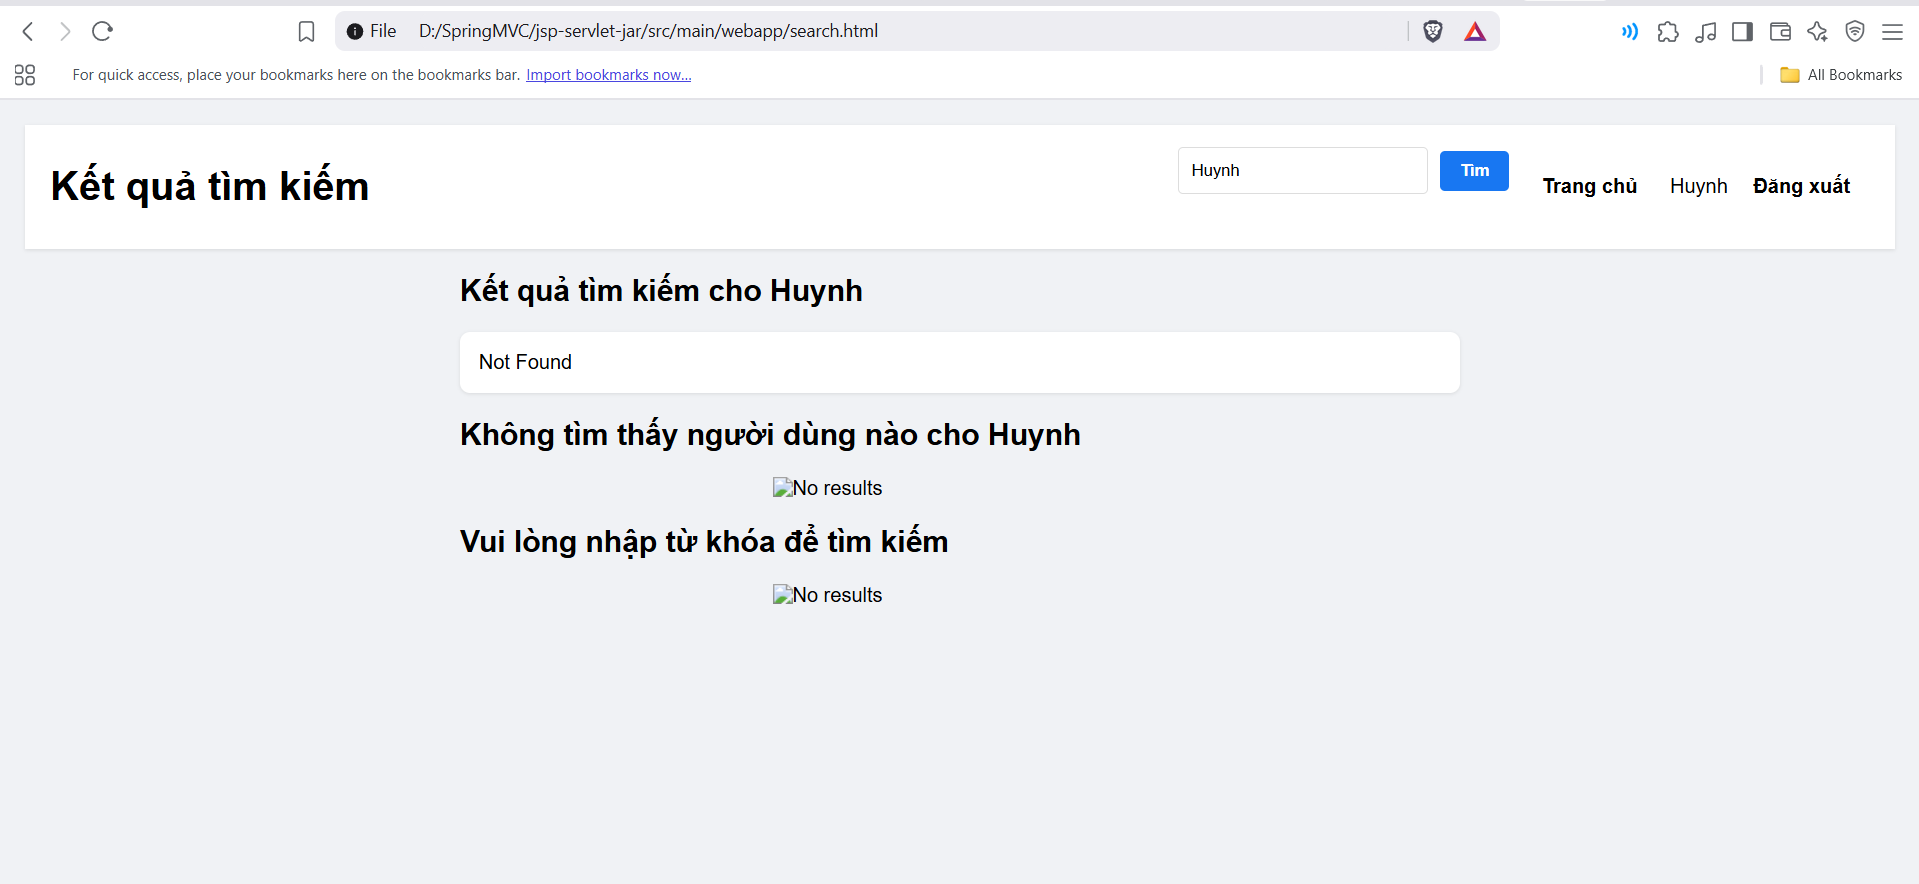 File D:/SpringMVC/jsp-servlet-jar/src/main/webapp/search.html
For quick access, place your bookmarks here on the bookmarks bar. Import bookmarks now... All Bookmarks
Kết quả tìm kiếm Huynh Tìm Trang chủ Huynh Đăng xuất
Kết quả tìm kiếm cho Huynh
Not Found
Không tìm thấy người dùng nào cho Huynh
No results
Vui lòng nhập từ khóa để tìm kiếm
No results